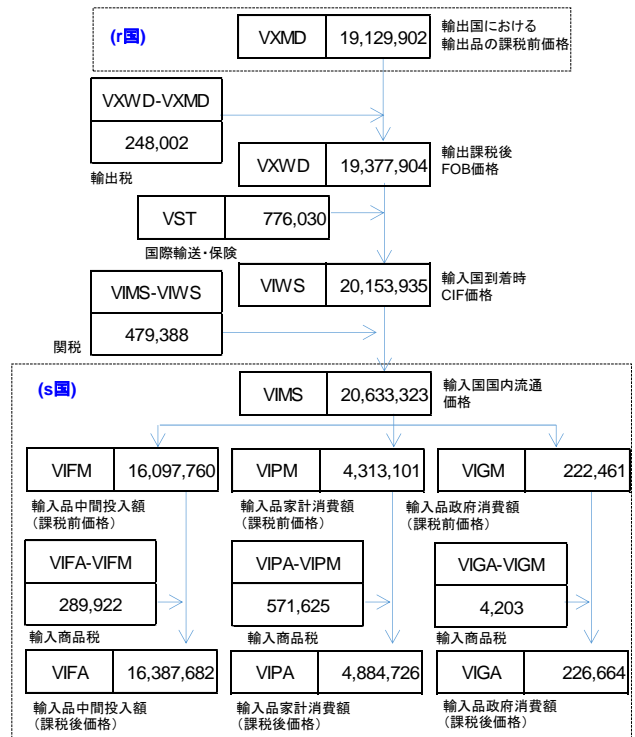 (r国)
VXMD 19,129,902
輸出国における
輸出品の課税前価格
VXWD-VXMD
248,002
輸出税
VXWD 19,377,904
輸出課税後
FOB価格
VST 776,030
国際輸送・保険
VIWS 20,153,935
輸入国到着時
CIF価格
VIMS-VIWS
479,388
関税
(s国)
VIMS 20,633,323
輸入国国内流通
価格
VIFM 16,097,760
輸入品中間投入額
(課税前価格)
VIPM 4,313,101
輸入品家計消費額
(課税前価格)
VIGM 222,461
輸入品政府消費額
(課税前価格)
VIFA-VIFM
289,922
輸入商品税
VIPA-VIPM
571,625
輸入商品税
VIGA-VIGM
4,203
輸入商品税
VIFA 16,387,682
輸入品中間投入額
(課税後価格)
VIPA 4,884,726
輸入品家計消費額
(課税後価格)
VIGA 226,664
輸入品政府消費額
(課税後価格)